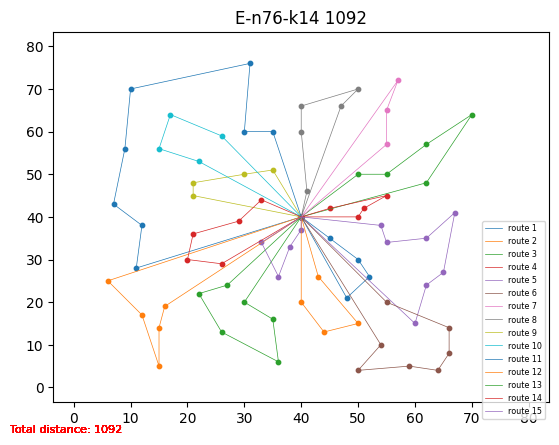 E-n76-k14 1092
80
70
60
50
40
30
20
10
0
0 10 20 30 40 50 60 70 80
route 1
route 2
route 3
route 4
route 5
route 6
route 7
route 8
route 9
route 10
route 11
route 12
route 13
route 14
route 15
Total distance: 1092